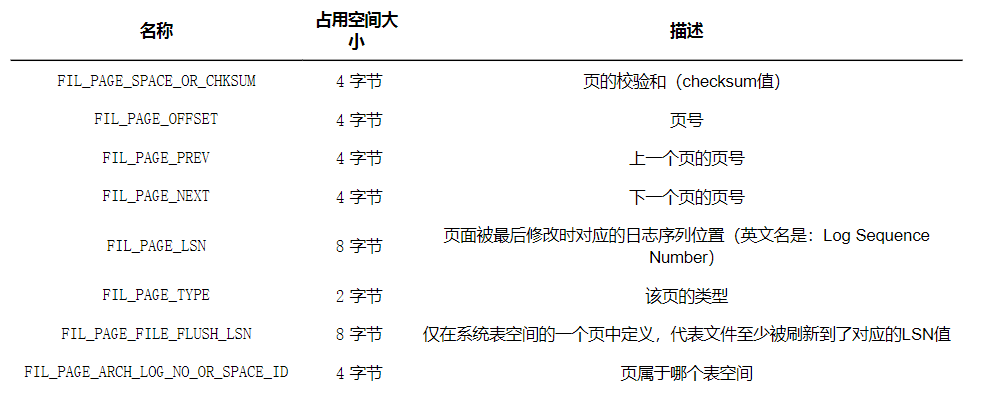 名称 占用空间大小 描述
FIL_PAGE_SPACE_OR_CHKSUM 4 字节 页的校验和（checksum值）
FIL_PAGE_OFFSET 4 字节 页号
FIL_PAGE_PREV 4 字节 上一个页的页号
FIL_PAGE_NEXT 4 字节 下一个页的页号
FIL_PAGE_LSN 8 字节 页面被最后修改时对应的日志序列位置（英文名是：Log Sequence Number）
FIL_PAGE_TYPE 2 字节 该页的类型
FIL_PAGE_FILE_FLUSH_LSN 8 字节 仅在系统表空间的一个页中定义，代表文件至少被刷新到了对应的LSN值
FIL_PAGE_ARCH_LOG_NO_OR_SPACE_ID 4 字节 页属于哪个表空间